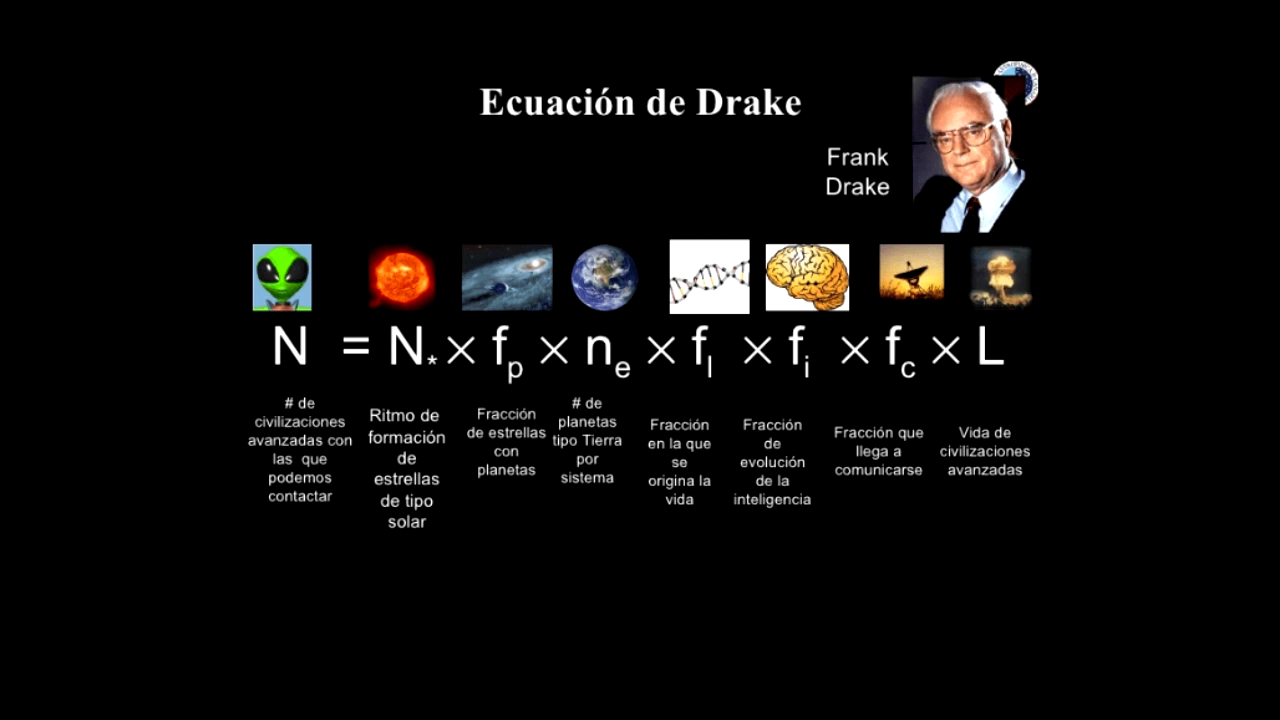 Ecuación de Drake
Frank
Drake
N = N* × fp × ne × fl × fi × fc × L
# de
civilizaciones
avanzadas con
las que
podemos
contactar
Ritmo de
formación
de
estrellas
de tipo
solar
Fracción
de estrellas
con
planetas
# de
planetas
tipo Tierra
por
sistema
Fracción
en la que
se
origina la
vida
Fracción
de
evolución
de la
inteligencia
Fracción que
llega a
comunicarse
Vida de
civilizaciones
avanzadas